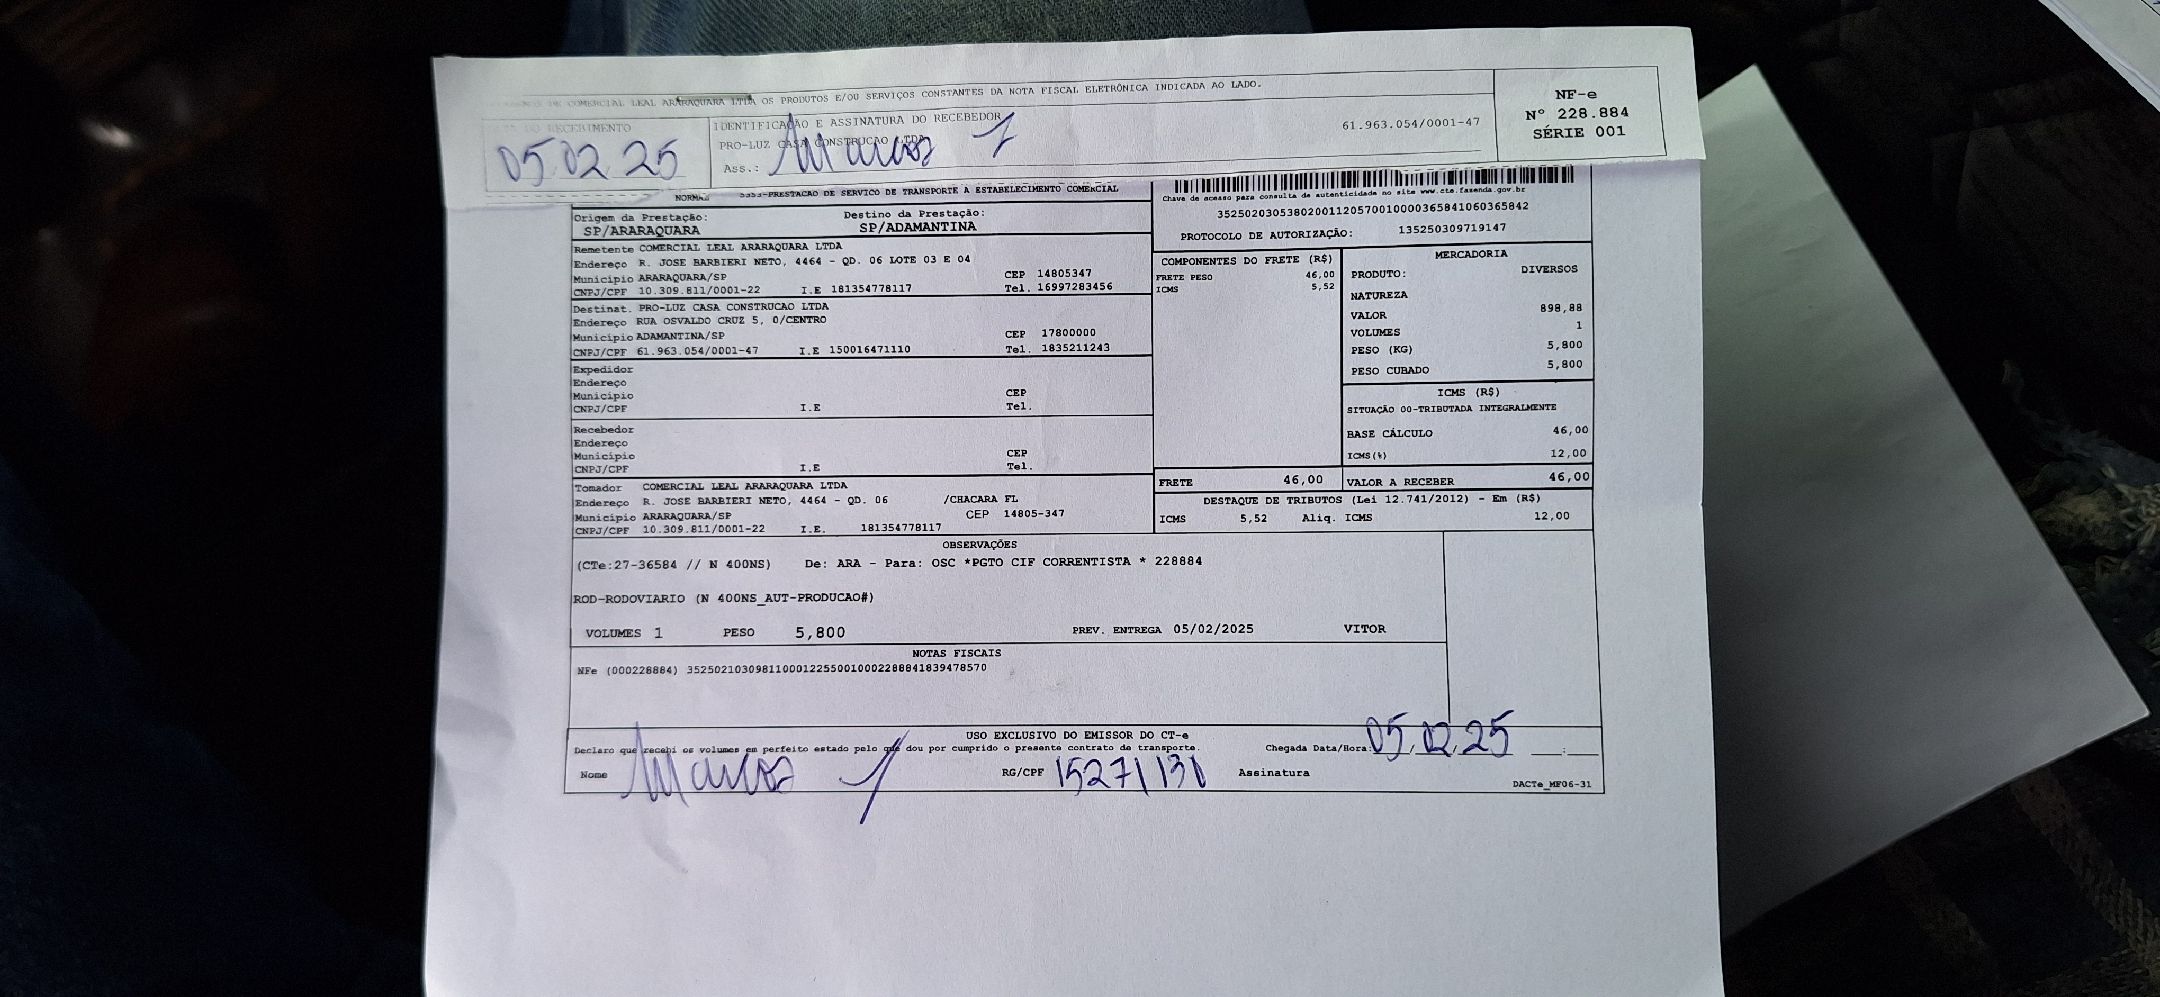 DE COMERCIAL LEAL ARARAQUARA LTDA OS PRODUTOS E/OU SERVIÇOS CONSTANTES DA NOTA FISCAL ELETRÔNICA INDICADA AO LADO.
NF-e
Nº 228.884
SÉRIE 001
RECEBIMENTO
05 02 25
IDENTIFICAÇÃO E ASSINATURA DO RECEBEDOR
PRO-LUZ CASA CONSTRUCAO LTDA
61.963.054/0001-47
Ass.: Marcos
NORMAL 5353-PRESTACAO DE SERVICO DE TRANSPORTE A ESTABELECIMENTO COMERCIAL
Chave de acesso para consulta de autenticidade no site www.cte.fazenda.gov.br
35250203053802001120570010000365841060365842
PROTOCOLO DE AUTORIZAÇÃO: 135250309719147
Origem da Prestação: Destino da Prestação:
SP/ARARAQUARA SP/ADAMANTINA
Remetente COMERCIAL LEAL ARARAQUARA LTDA
Endereço R. JOSE BARBIERI NETO, 4464 - QD. 06 LOTE 03 E 04
Município ARARAQUARA/SP CEP 14805347
CNPJ/CPF 10.309.811/0001-22 I.E 181354778117 Tel. 16997283456
Destinat. PRO-LUZ CASA CONSTRUCAO LTDA
Endereço RUA OSVALDO CRUZ 5, 0/CENTRO
Município ADAMANTINA/SP CEP 17800000
CNPJ/CPF 61.963.054/0001-47 I.E 150016471110 Tel. 1835211243
Expedidor
Endereço
Município CEP
CNPJ/CPF I.E Tel.
Recebedor
Endereço
Município CEP
CNPJ/CPF I.E Tel.
Tomador COMERCIAL LEAL ARARAQUARA LTDA
Endereço R. JOSE BARBIERI NETO, 4464 - QD. 06 /CHACARA FL
Município ARARAQUARA/SP CEP 14805-347
CNPJ/CPF 10.309.811/0001-22 I.E. 181354778117
COMPONENTES DO FRETE (R$)
FRETE PESO 46,00
ICMS 5,52
MERCADORIA
PRODUTO: DIVERSOS
NATUREZA
VALOR 898,88
VOLUMES 1
PESO (KG) 5,800
PESO CUBADO 5,800
ICMS (R$)
SITUAÇÃO 00-TRIBUTADA INTEGRALMENTE
BASE CÁLCULO 46,00
ICMS(%) 12,00
FRETE 46,00 VALOR A RECEBER 46,00
DESTAQUE DE TRIBUTOS (Lei 12.741/2012) - Em (R$)
ICMS 5,52 Aliq. ICMS 12,00
OBSERVAÇÕES
(CTe:27-36584 // N 400NS) De: ARA - Para: OSC *PGTO CIF CORRENTISTA * 228884
ROD-RODOVIARIO (N 400NS_AUT-PRODUCAO#)
VOLUMES 1 PESO 5,800 PREV. ENTREGA 05/02/2025 VITOR
NOTAS FISCAIS
NFe (000228884) 35250210309811000122550010002288841839478570
USO EXCLUSIVO DO EMISSOR DO CT-e
Declaro que recebi os volumes em perfeito estado pelo que dou por cumprido o presente contrato de transporte. Chegada Data/Hora: 05 02 25
Nome Marcos RG/CPF 15271130 Assinatura
DACTe_MF06-31